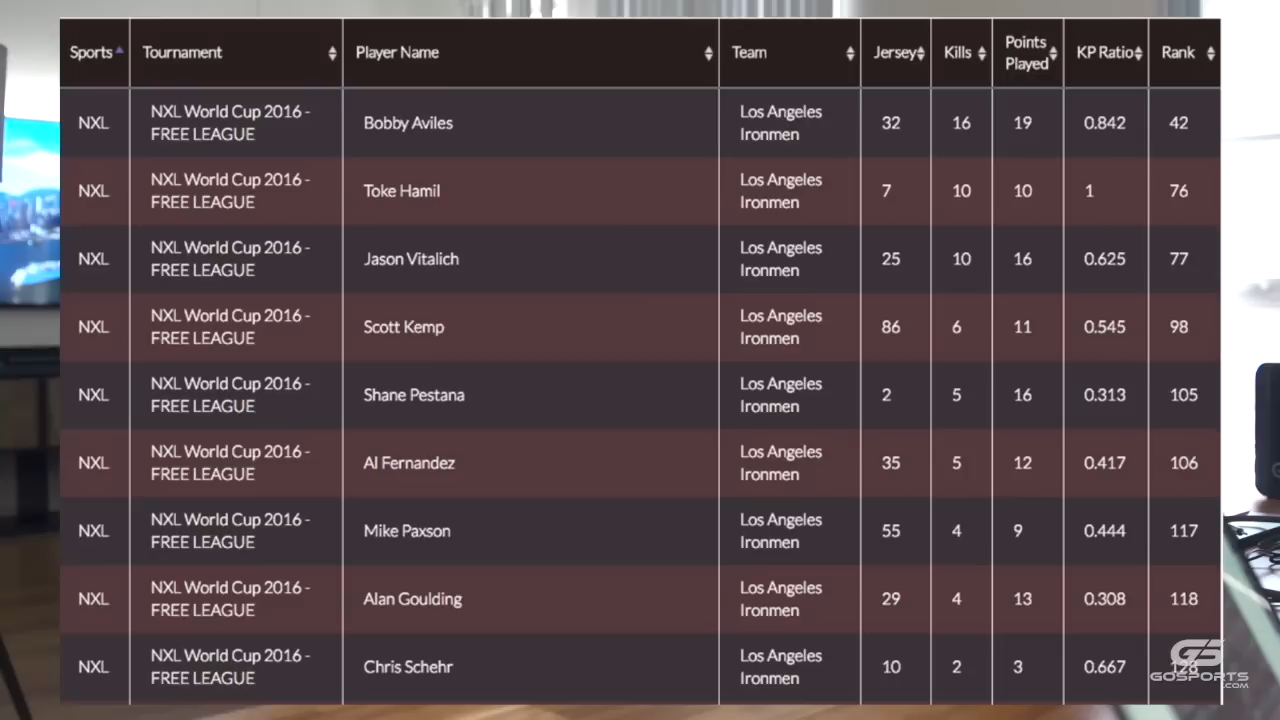 Sports Tournament Player Name Team Jersey Kills Points Played KP Ratio Rank
NXL NXL World Cup 2016 - FREE LEAGUE Bobby Aviles Los Angeles Ironmen 32 16 19 0.842 42
NXL NXL World Cup 2016 - FREE LEAGUE Toke Hamil Los Angeles Ironmen 7 10 10 1 76
NXL NXL World Cup 2016 - FREE LEAGUE Jason Vitalich Los Angeles Ironmen 25 10 16 0.625 77
NXL NXL World Cup 2016 - FREE LEAGUE Scott Kemp Los Angeles Ironmen 86 6 11 0.545 98
NXL NXL World Cup 2016 - FREE LEAGUE Shane Pestana Los Angeles Ironmen 2 5 16 0.313 105
NXL NXL World Cup 2016 - FREE LEAGUE Al Fernandez Los Angeles Ironmen 35 5 12 0.417 106
NXL NXL World Cup 2016 - FREE LEAGUE Mike Paxson Los Angeles Ironmen 55 4 9 0.444 117
NXL NXL World Cup 2016 - FREE LEAGUE Alan Goulding Los Angeles Ironmen 29 4 13 0.308 118
NXL NXL World Cup 2016 - FREE LEAGUE Chris Schehr Los Angeles Ironmen 10 2 3 0.667 128
GS
GOSPORTS
.COM